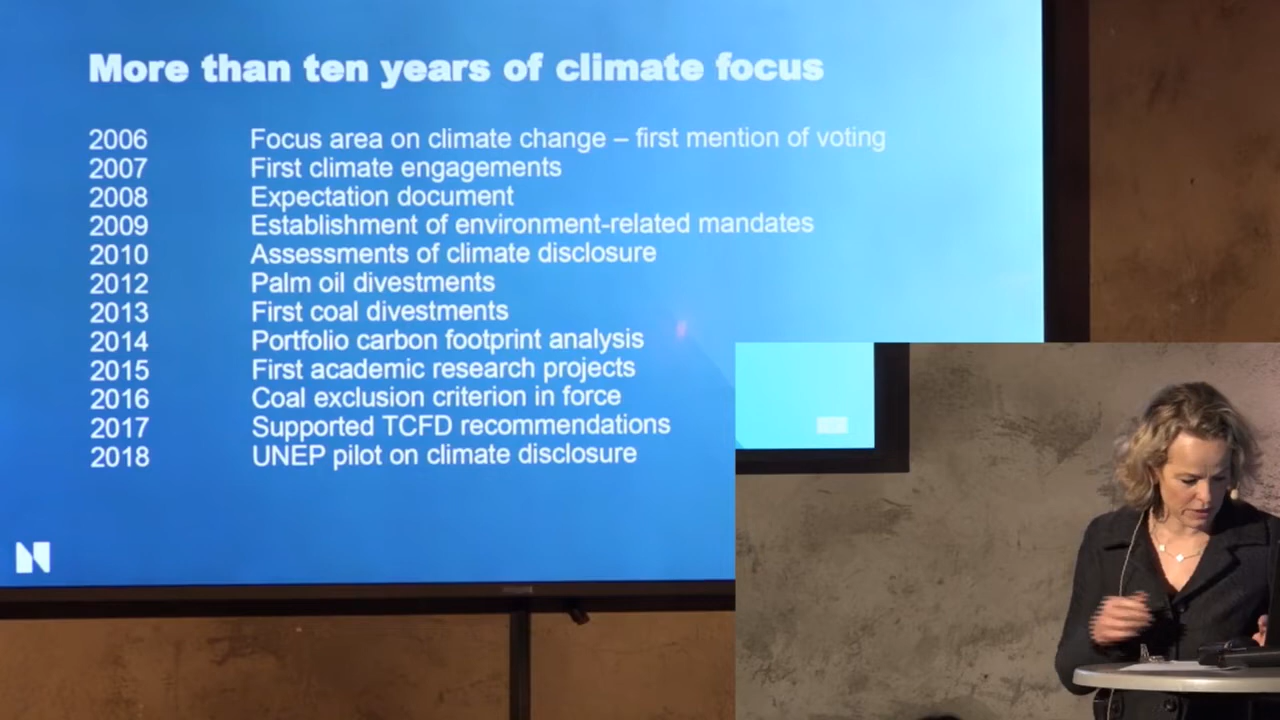 More than ten years of climate focus
2006 Focus area on climate change – first mention of voting
2007 First climate engagements
2008 Expectation document
2009 Establishment of environment-related mandates
2010 Assessments of climate disclosure
2012 Palm oil divestments
2013 First coal divestments
2014 Portfolio carbon footprint analysis
2015 First academic research projects
2016 Coal exclusion criterion in force
2017 Supported TCFD recommendations
2018 UNEP pilot on climate disclosure
N